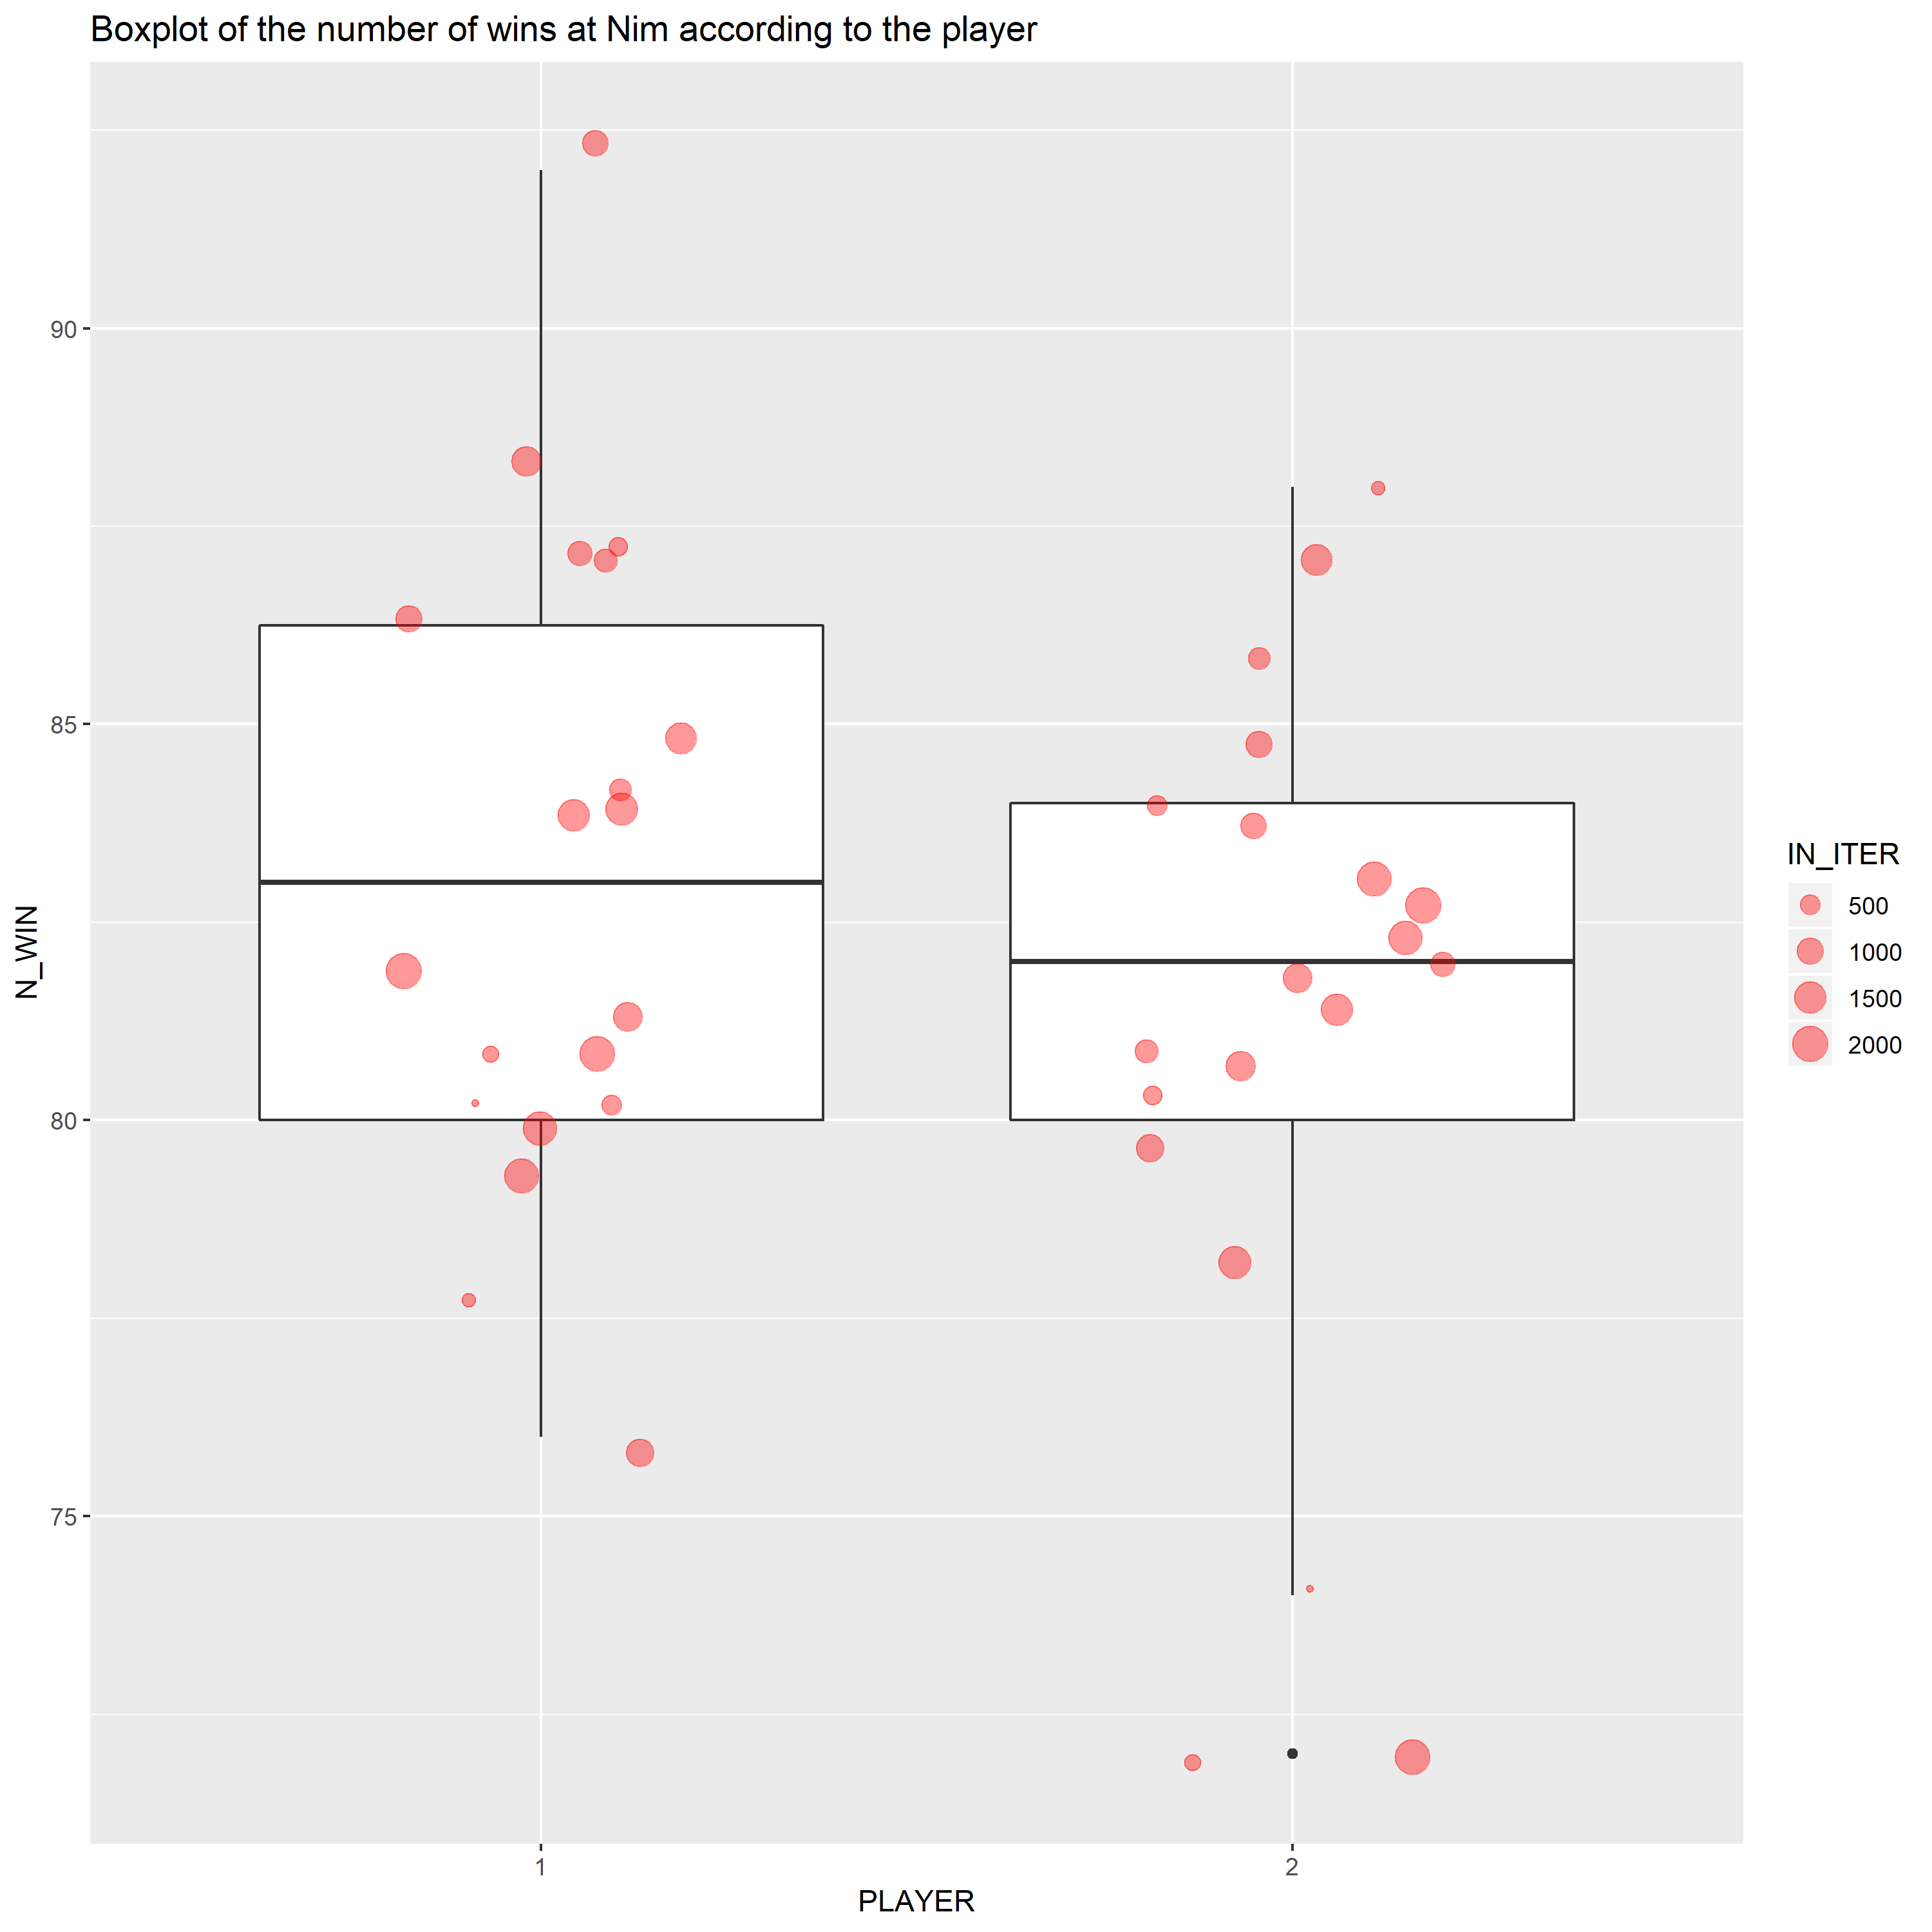 Boxplot of the number of wins at Nim according to the player
N_WIN
90
85
80
75
1
2
PLAYER
IN_ITER
500
1000
1500
2000